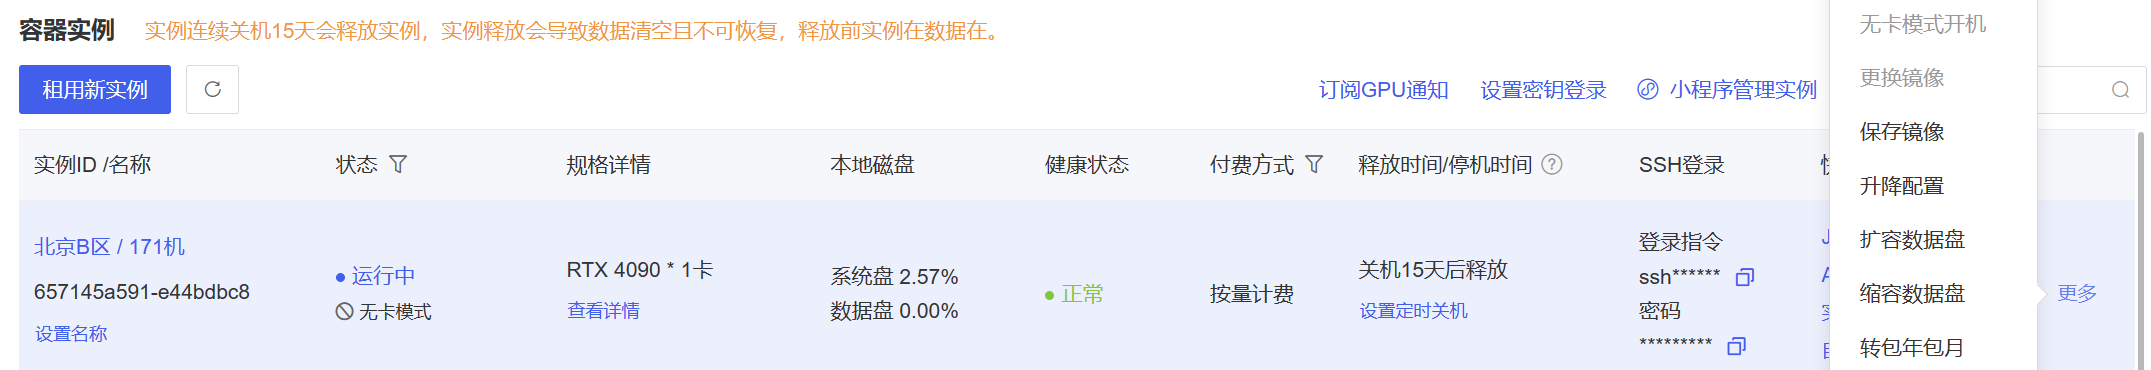 容器实例
实例连续关机15天会释放实例，实例释放会导致数据清空且不可恢复，释放前实例在数据在。
租用新实例
订阅GPU通知
设置密钥登录
小程序管理实例
实例ID /名称
状态
规格详情
本地磁盘
健康状态
付费方式
释放时间/停机时间
SSH登录
北京B区 / 171机
657145a591-e44bdbc8
设置名称
运行中
无卡模式
RTX 4090 * 1卡
查看详情
系统盘 2.57%
数据盘 0.00%
正常
按量计费
关机15天后释放
设置定时关机
登录指令
ssh******
密码
*********
更多
无卡模式开机
更换镜像
保存镜像
升降配置
扩容数据盘
缩容数据盘
转包年包月